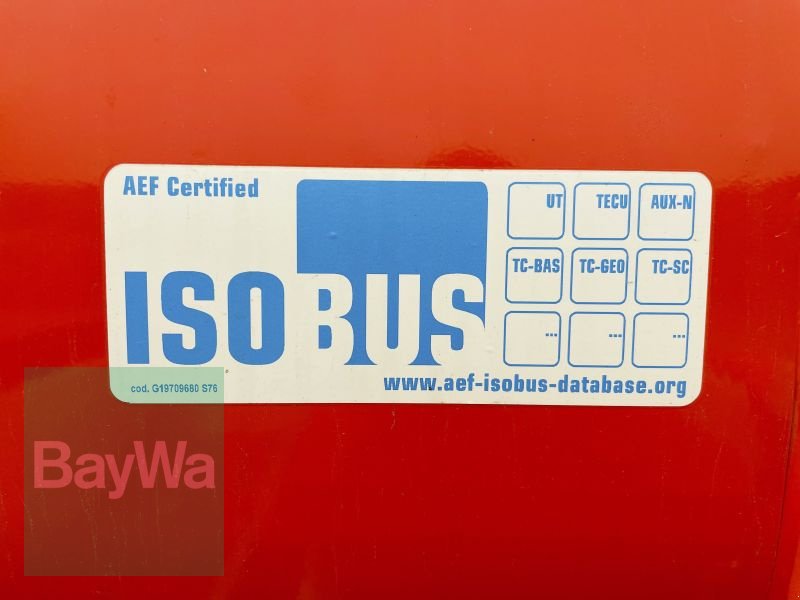 AEF Certified
ISOBUS
UT TECU AUX-N
TC-BAS TC-GEO TC-SC
... ... ...
www.aef-isobus-database.org
cod. G19709680 S76
BayWa